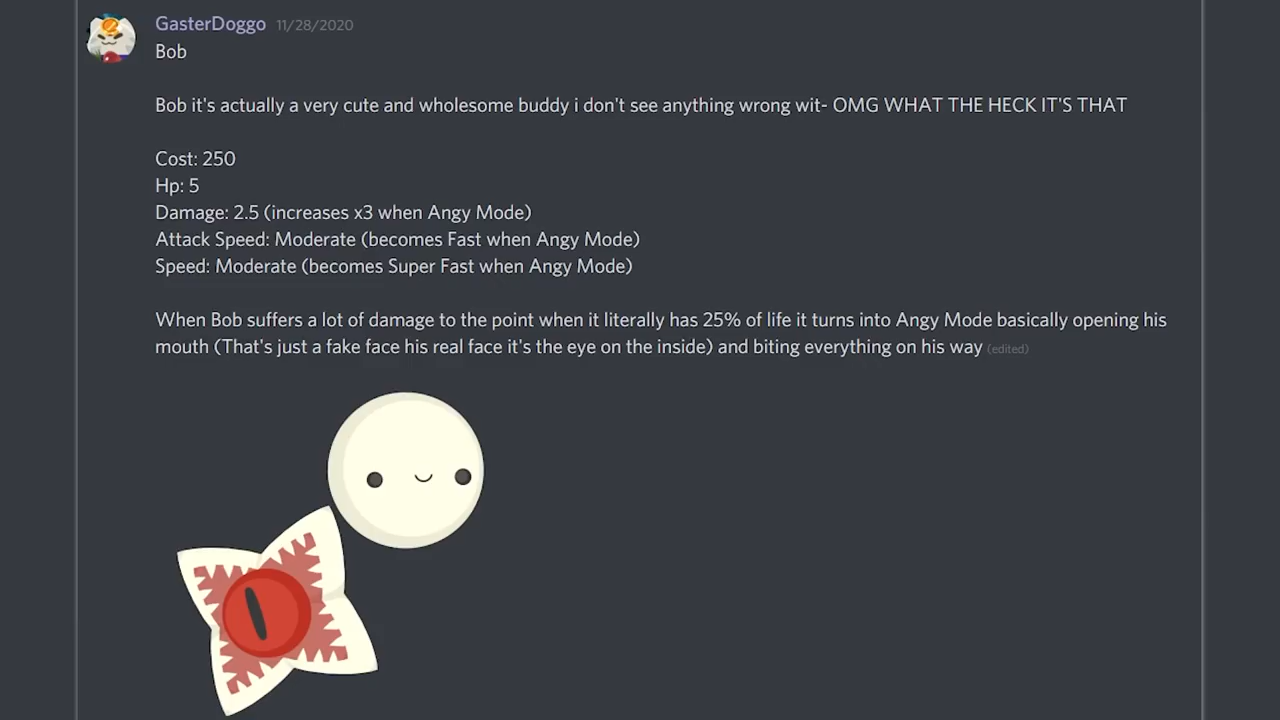 GasterDoggo 11/28/2020
Bob
Bob it's actually a very cute and wholesome buddy i don't see anything wrong wit- OMG WHAT THE HECK IT'S THAT
Cost: 250
Hp: 5
Damage: 2.5 (increases x3 when Angy Mode)
Attack Speed: Moderate (becomes Fast when Angy Mode)
Speed: Moderate (becomes Super Fast when Angy Mode)
When Bob suffers a lot of damage to the point when it literally has 25% of life it turns into Angy Mode basically opening his
mouth (That's just a fake face his real face it's the eye on the inside) and biting everything on his way (edited)